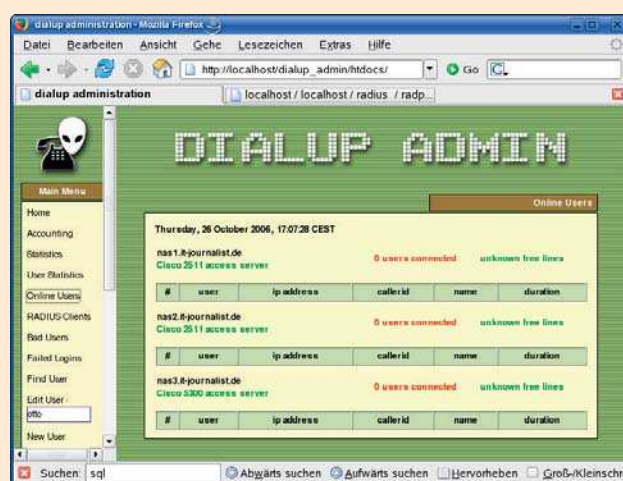 dialup administration - Mozilla Firefox
Datei Bearbeiten Ansicht Gehe Lesezeichen Extras Hilfe
http://localhost/dialup_admin/htdocs/ Go
dialup administration localhost / localhost / radius / radp...
DIALUP ADMIN
Main Menu
Home
Accounting
Statistics
User Statistics
Online Users
RADIUS Clients
Bad Users
Failed Logins
Find User
Edit User
otto
New User
Online Users
Thursday, 26 October 2006, 17:07:28 CEST
nas1.it-journalist.de
Cisco 2511 access server 0 users connected unknown free lines
# user ip address callerid name duration
nas2.it-journalist.de
Cisco 2511 access server 0 users connected unknown free lines
# user ip address callerid name duration
nas3.it-journalist.de
Cisco 5300 access server 0 users connected unknown free lines
# user ip address callerid name duration
Suchen: sql Abwärts suchen Aufwärts suchen Hervorheben Groß-/Kleinschre